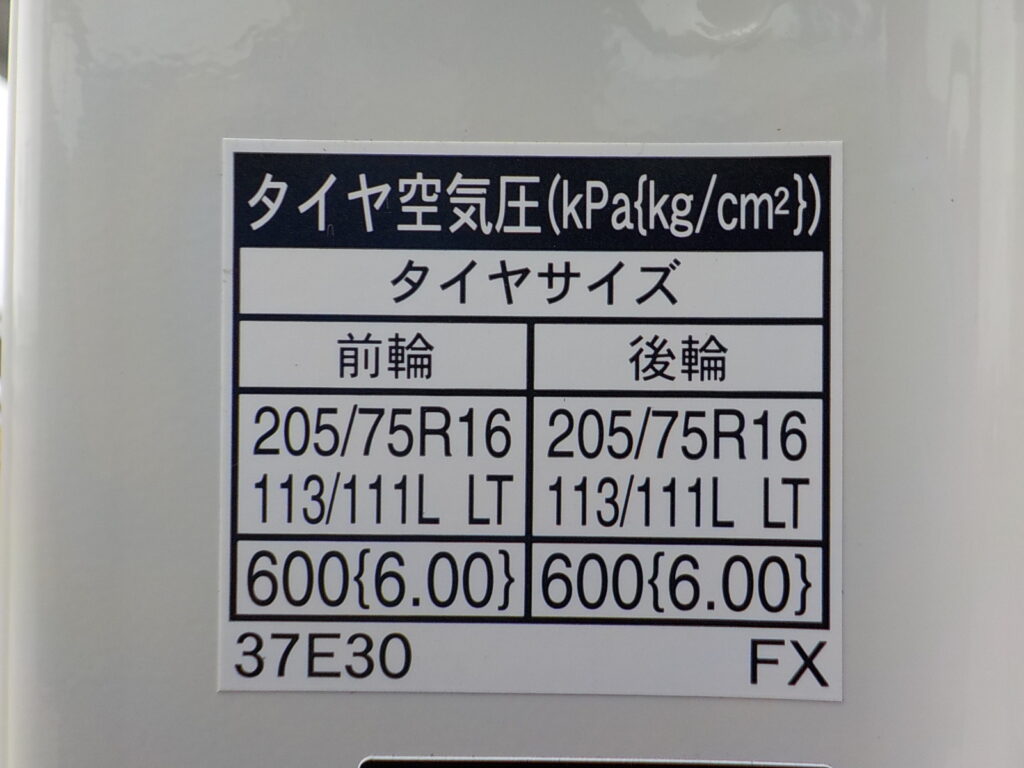 タイヤ空気圧(kPa{kg/cm²})
タイヤサイズ
前輪 後輪
205/75R16 205/75R16
113/111L LT 113/111L LT
600{6.00} 600{6.00}
37E30 FX